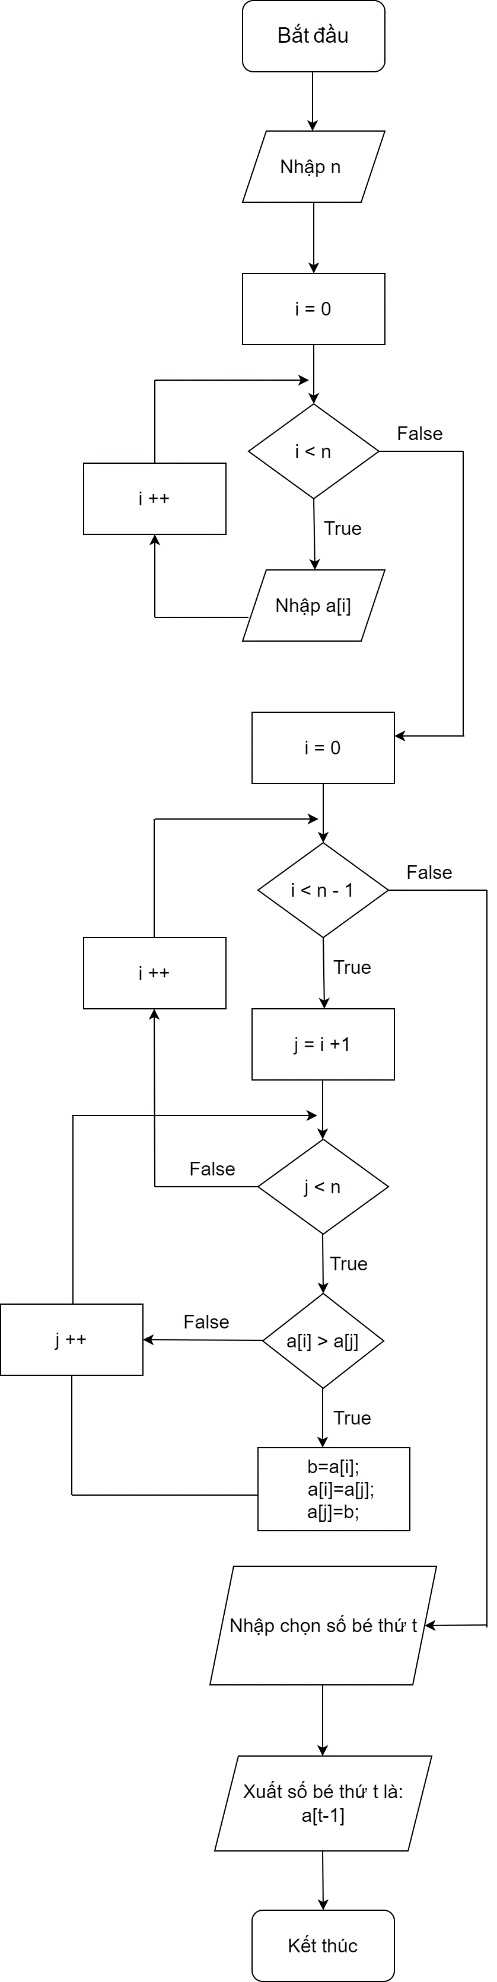 Bắt đầu
Nhập n
i = 0
i < n
False
i ++
True
Nhập a[i]
i = 0
i < n - 1
False
i ++
True
j = i +1
False
j < n
True
j ++
False
a[i] > a[j]
True
b=a[i];
a[i]=a[j];
a[j]=b;
Nhập chọn số bé thứ t
Xuất số bé thứ t là:
a[t-1]
Kết thúc